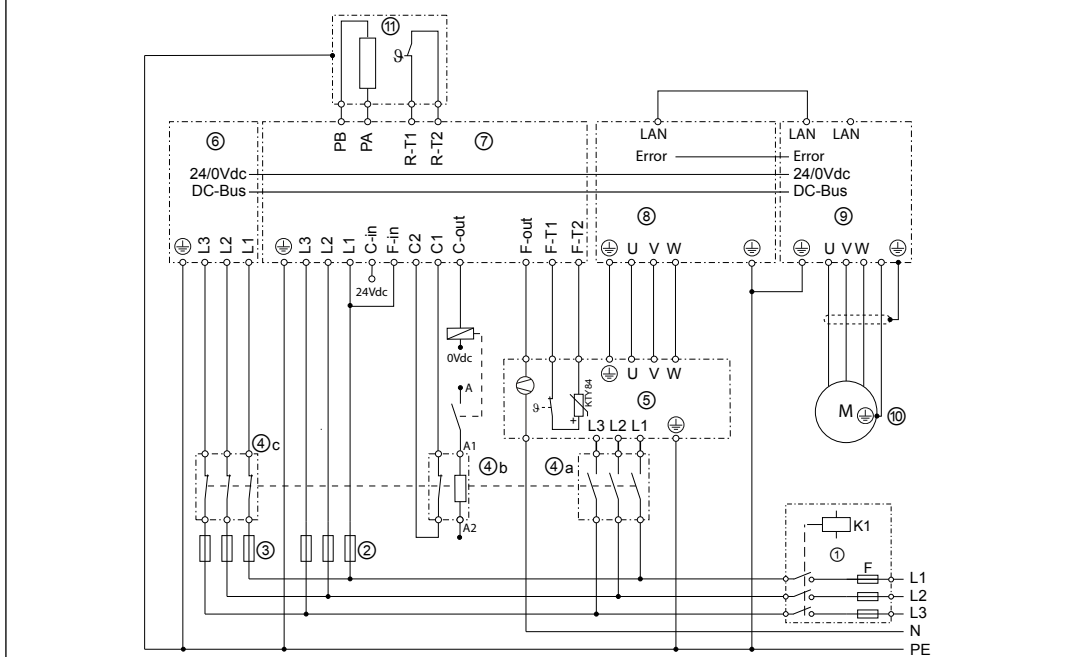 ⑪
ϑ
PB PA R-T1 R-T2
⑥ ⑦
LAN LAN LAN
Error Error
24/0Vdc 24/0Vdc
DC-Bus DC-Bus
⑧ ⑨
L3 L2 L1 L3 L2 L1 C-in F-in C2 C1 C-out F-out F-T1 F-T2 U V W U V W
24Vdc
0Vdc
U V W
A
KTY84
ϑ
+
⑤
L3 L2 L1
M ⑩
A1
④c ④b ④a
A2
K1
③ ② ①
F
L1
L2
L3
N
PE